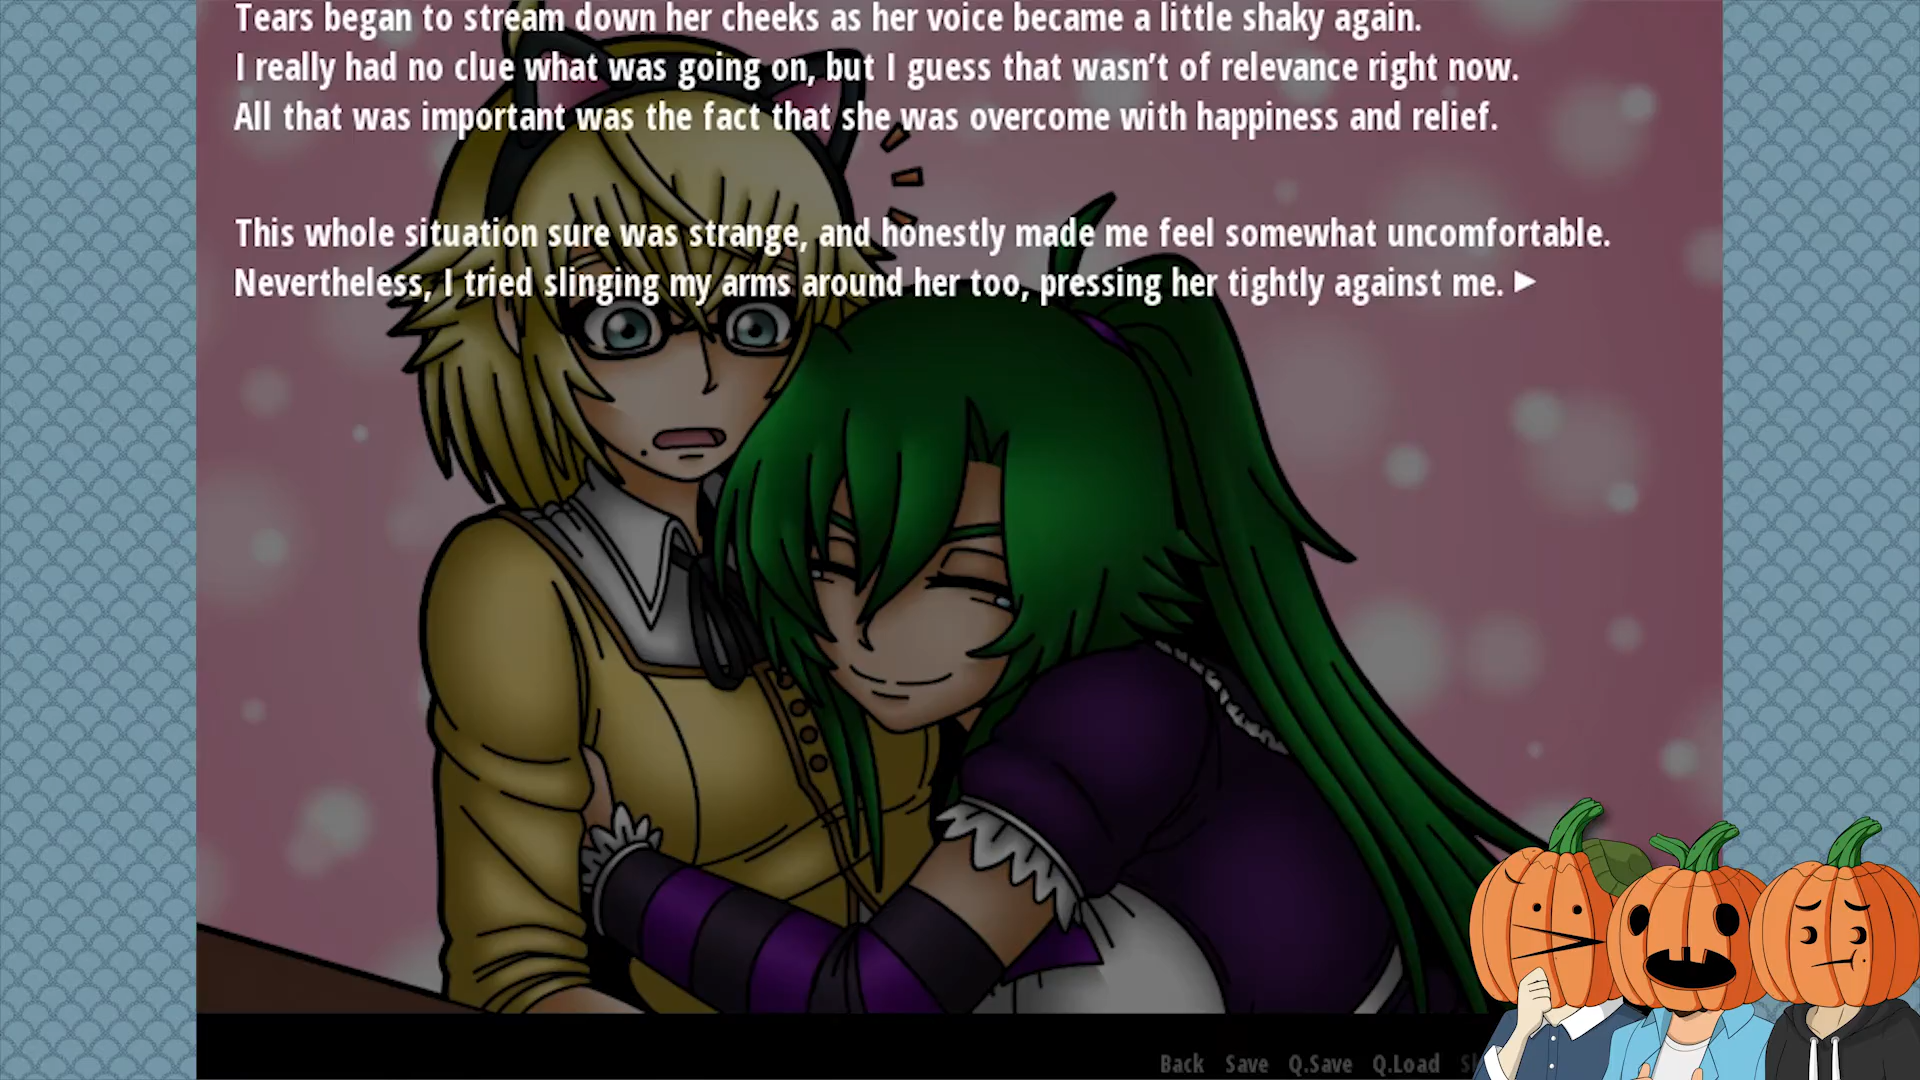 Tears began to stream down her cheeks as her voice became a little shaky again.
I really had no clue what was going on, but I guess that wasn’t of relevance right now.
All that was important was the fact that she was overcome with happiness and relief.
This whole situation sure was strange, and honestly made me feel somewhat uncomfortable.
Nevertheless, I tried slinging my arms around her too, pressing her tightly against me.
Back Save Q.Save Q.Load